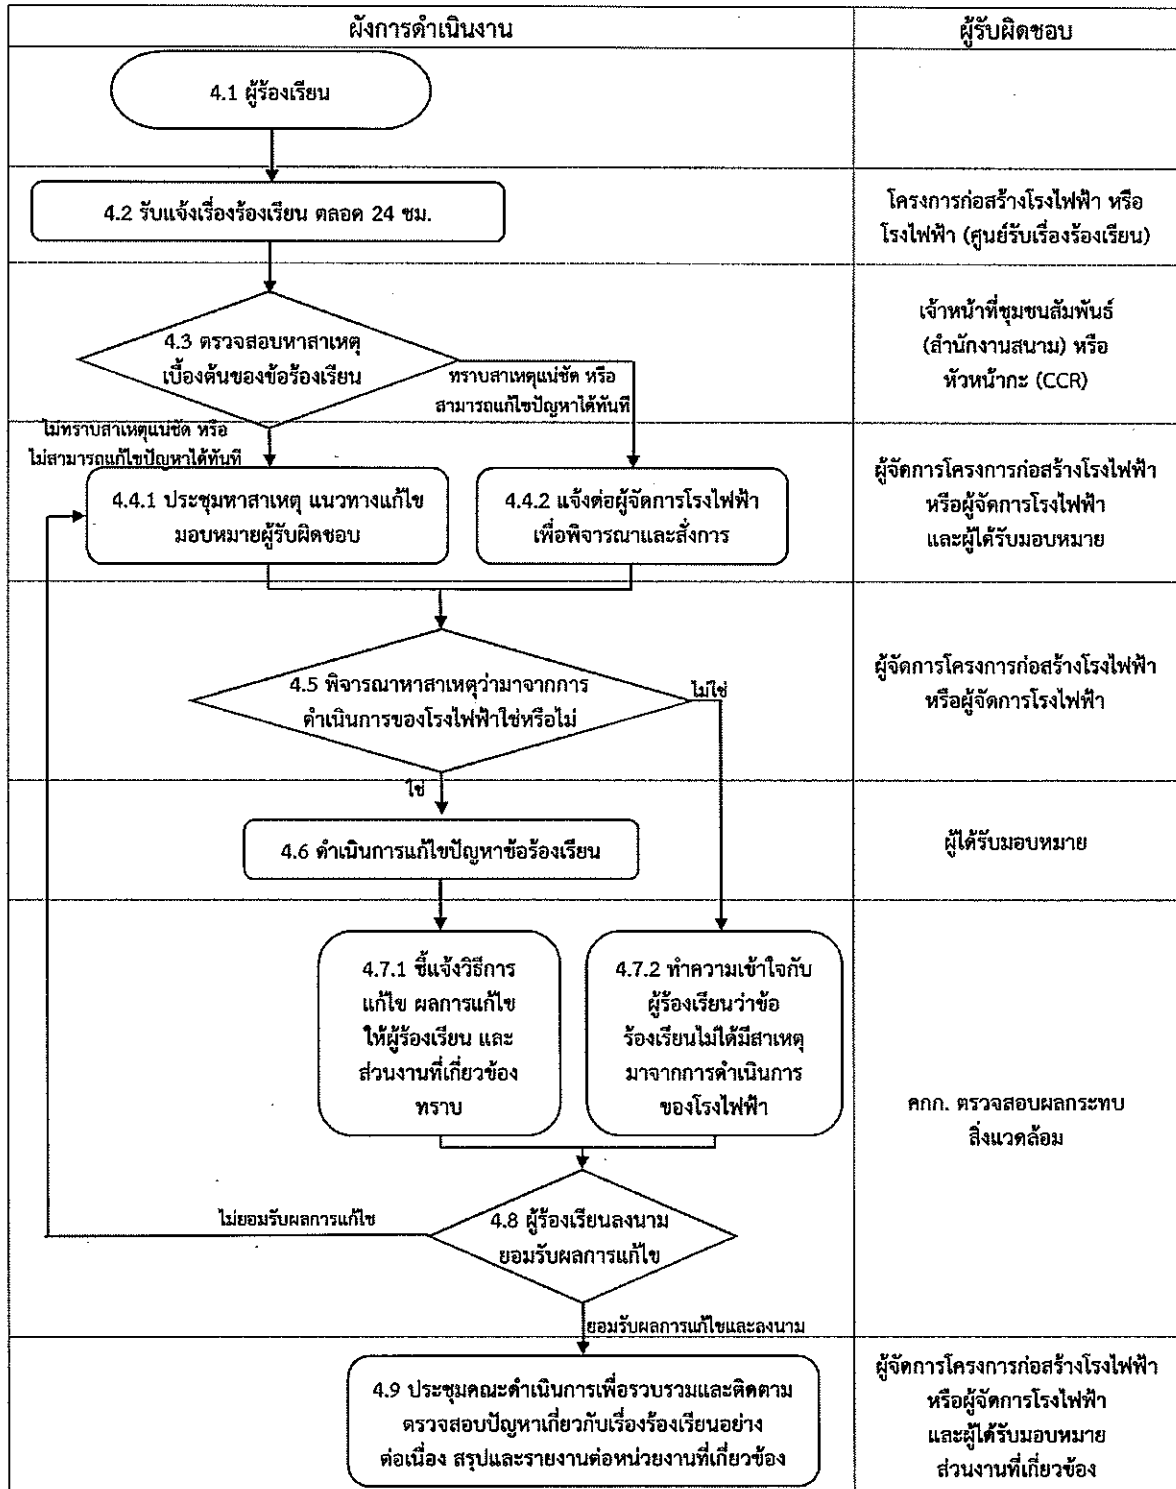 ผังการดำเนินงาน
ผู้รับผิดชอบ
4.1 ผู้ร้องเรียน
4.2 รับแจ้งเรื่องร้องเรียน ตลอด 24 ชม.
โครงการก่อสร้างโรงไฟฟ้า หรือ
โรงไฟฟ้า (ศูนย์รับเรื่องร้องเรียน)
4.3 ตรวจสอบหาสาเหตุ
เบื้องต้นของข้อร้องเรียน
เจ้าหน้าที่ชุมชนสัมพันธ์
(สำนักงานสนาม) หรือ
หัวหน้ากะ (CCR)
ทราบสาเหตุแน่ชัด หรือ
สามารถแก้ไขปัญหาได้ทันที
ไม่ทราบสาเหตุแน่ชัด หรือ
ไม่สามารถแก้ไขปัญหาได้ทันที
4.4.1 ประชุมหาสาเหตุ แนวทางแก้ไข
มอบหมายผู้รับผิดชอบ
4.4.2 แจ้งต่อผู้จัดการโรงไฟฟ้า
เพื่อพิจารณาและสั่งการ
ผู้จัดการโครงการก่อสร้างโรงไฟฟ้า
หรือผู้จัดการโรงไฟฟ้า
และผู้ได้รับมอบหมาย
4.5 พิจารณาหาสาเหตุว่ามาจากการ
ดำเนินการของโรงไฟฟ้าใช่หรือไม่
ไม่ใช่
ใช่
ผู้จัดการโครงการก่อสร้างโรงไฟฟ้า
หรือผู้จัดการโรงไฟฟ้า
4.6 ดำเนินการแก้ไขปัญหาข้อร้องเรียน
ผู้ได้รับมอบหมาย
4.7.1 ชี้แจงวิธีการ
แก้ไข ผลการแก้ไข
ให้ผู้ร้องเรียน และ
ส่วนงานที่เกี่ยวข้อง
ทราบ
4.7.2 ทำความเข้าใจกับ
ผู้ร้องเรียนว่าข้อ
ร้องเรียนไม่ได้มีสาเหตุ
มาจากการดำเนินการ
ของโรงไฟฟ้า
คกก. ตรวจสอบผลกระทบ
สิ่งแวดล้อม
ไม่ยอมรับผลการแก้ไข
4.8 ผู้ร้องเรียนลงนาม
ยอมรับผลการแก้ไข
ยอมรับผลการแก้ไขและลงนาม
4.9 ประชุมคณะดำเนินการเพื่อรวบรวมและติดตาม
ตรวจสอบปัญหาเกี่ยวกับเรื่องร้องเรียนอย่าง
ต่อเนื่อง สรุปและรายงานต่อหน่วยงานที่เกี่ยวข้อง
ผู้จัดการโครงการก่อสร้างโรงไฟฟ้า
หรือผู้จัดการโรงไฟฟ้า
และผู้ได้รับมอบหมาย
ส่วนงานที่เกี่ยวข้อง